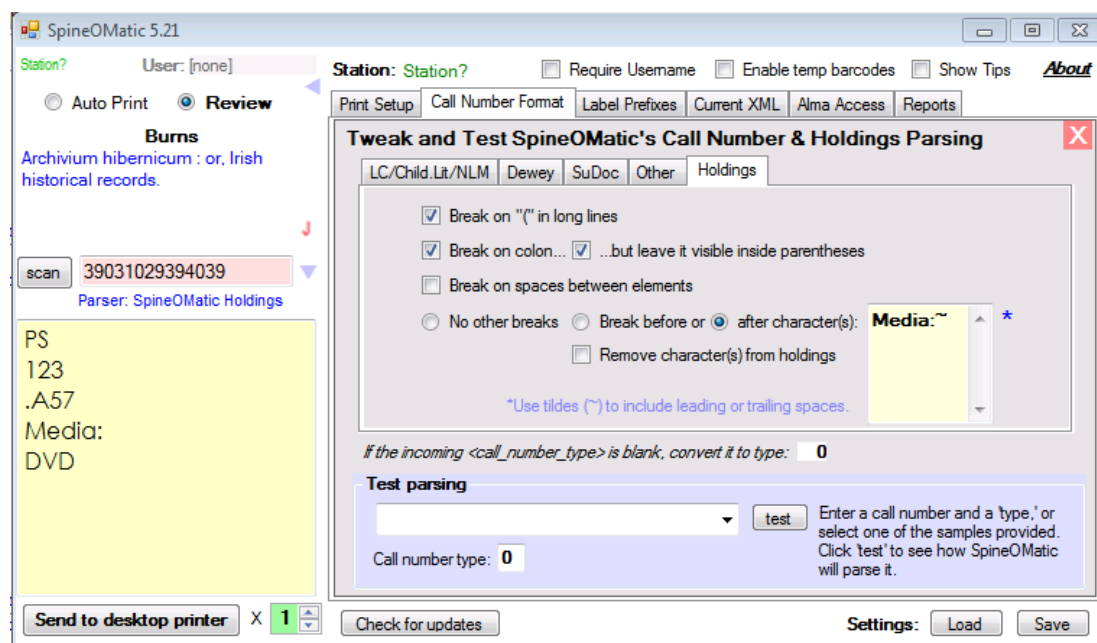 SpineOMatic 5.21
Station? User: [none]
Auto Print Review
Burns
Archivium hibernicum : or, Irish
historical records.
J
scan 39031029394039
Parser: SpineOMatic Holdings
PS
123
.A57
Media:
DVD
Send to desktop printer X 1
Station: Station? Require Username Enable temp barcodes Show Tips About
Print Setup Call Number Format Label Prefixes Current XML Alma Access Reports
Tweak and Test SpineOMatic's Call Number & Holdings Parsing X
LC/Child.Lit/NLM Dewey SuDoc Other Holdings
Break on "(" in long lines
Break on colon... ...but leave it visible inside parentheses
Break on spaces between elements
No other breaks Break before or after character(s): Media:~ *
Remove character(s) from holdings
*Use tildes (~) to include leading or trailing spaces.
If the incoming <call_number_type> is blank, convert it to type: 0
Test parsing
test
Enter a call number and a 'type,' or
select one of the samples provided.
Click 'test' to see how SpineOMatic
will parse it.
Call number type: 0
Check for updates Settings: Load Save